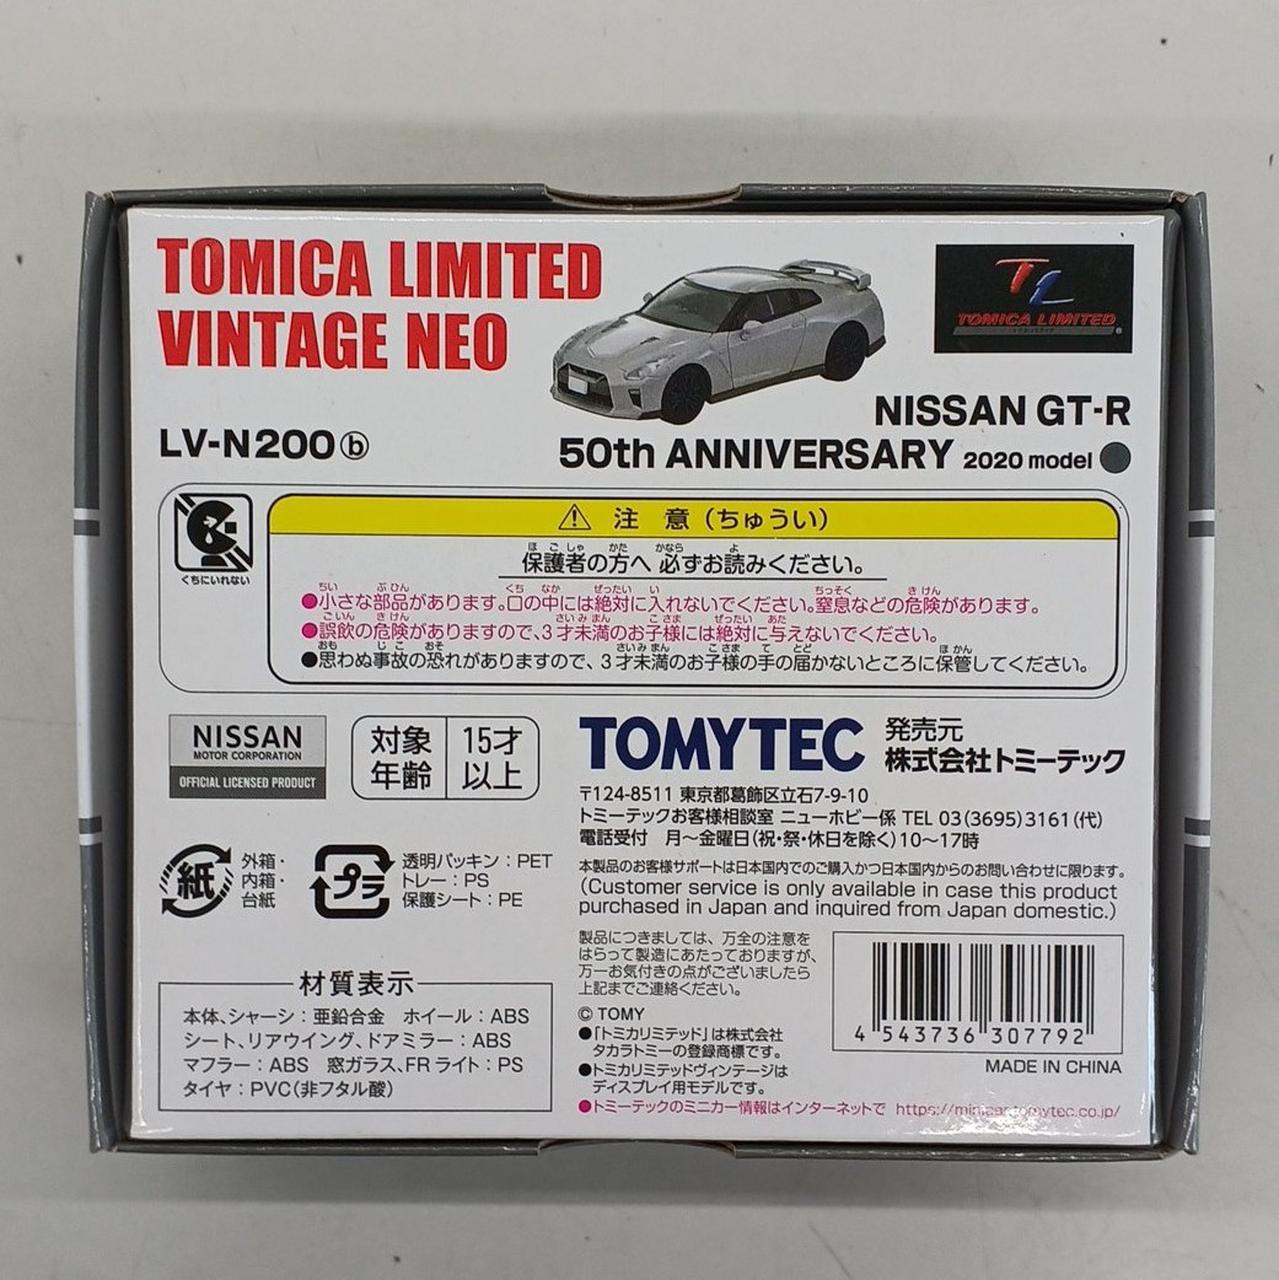 TOMICA LIMITED
VINTAGE NEO
TL
TOMICA LIMITED
NISSAN GT-R
LV-N200ⓑ
50th ANNIVERSARY 2020 model
くちにいれない
注 意（ちゅうい）
保護者の方へ 必ずお読みください。
●小さな部品があります。口の中には絶対に入れないでください。窒息などの危険があります。
●誤飲の危険がありますので、3才未満のお子様には絶対に与えないでください。
●思わぬ事故の恐れがありますので、3才未満のお子様の手の届かないところに保管してください。
NISSAN
MOTOR CORPORATION
OFFICIAL LICENSED PRODUCT
対象年齢 15才以上
TOMYTEC 発売元
株式会社トミーテック
〒124-8511 東京都葛飾区立石7-9-10
トミーテックお客様相談室 ニューホビー係 TEL 03(3695)3161(代)
電話受付 月〜金曜日(祝・祭・休日を除く)10〜17時
本製品のお客様サポートは日本国内でのご購入かつ日本国内からのお問い合わせに限ります。
(Customer service is only available in case this product
purchased in Japan and inquired from Japan domestic.)
紙
外箱・
内箱・
台紙
プラ
透明パッキン：PET
トレー：PS
保護シート：PE
材質表示
本体、シャーシ：亜鉛合金 ホイール：ABS
シート、リアウイング、ドアミラー：ABS
マフラー：ABS 窓ガラス、FRライト：PS
タイヤ：PVC(非フタル酸)
製品につきましては、万全の注意を
はらって製造にあたっておりますが、
万一お気付きの点がございましたら
上記までご連絡ください。
© TOMY
●「トミカリミテッド」は株式会社
タカラトミーの登録商標です。
●トミカリミテッドヴィンテージは
ディスプレイ用モデルです。
●トミーテックのミニカー情報はインターネットで https://minicar.tomytec.co.jp/
4 543736 307792
MADE IN CHINA